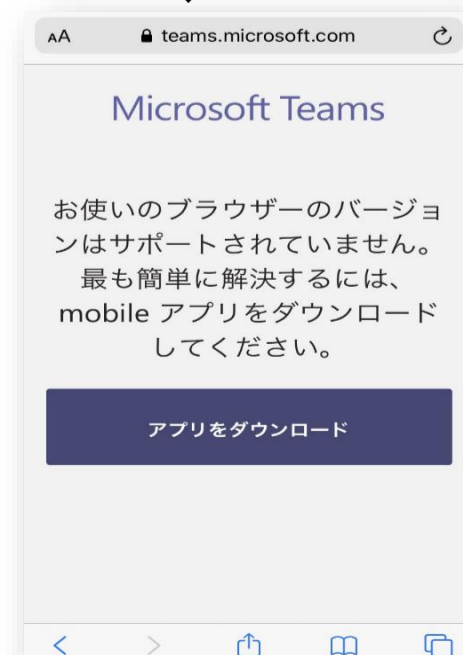 AA
teams.microsoft.com
Microsoft Teams
お使いのブラウザーのバージョ
ンはサポートされていません。
最も簡単に解決するには、
mobile アプリをダウンロード
してください。
アプリをダウンロード